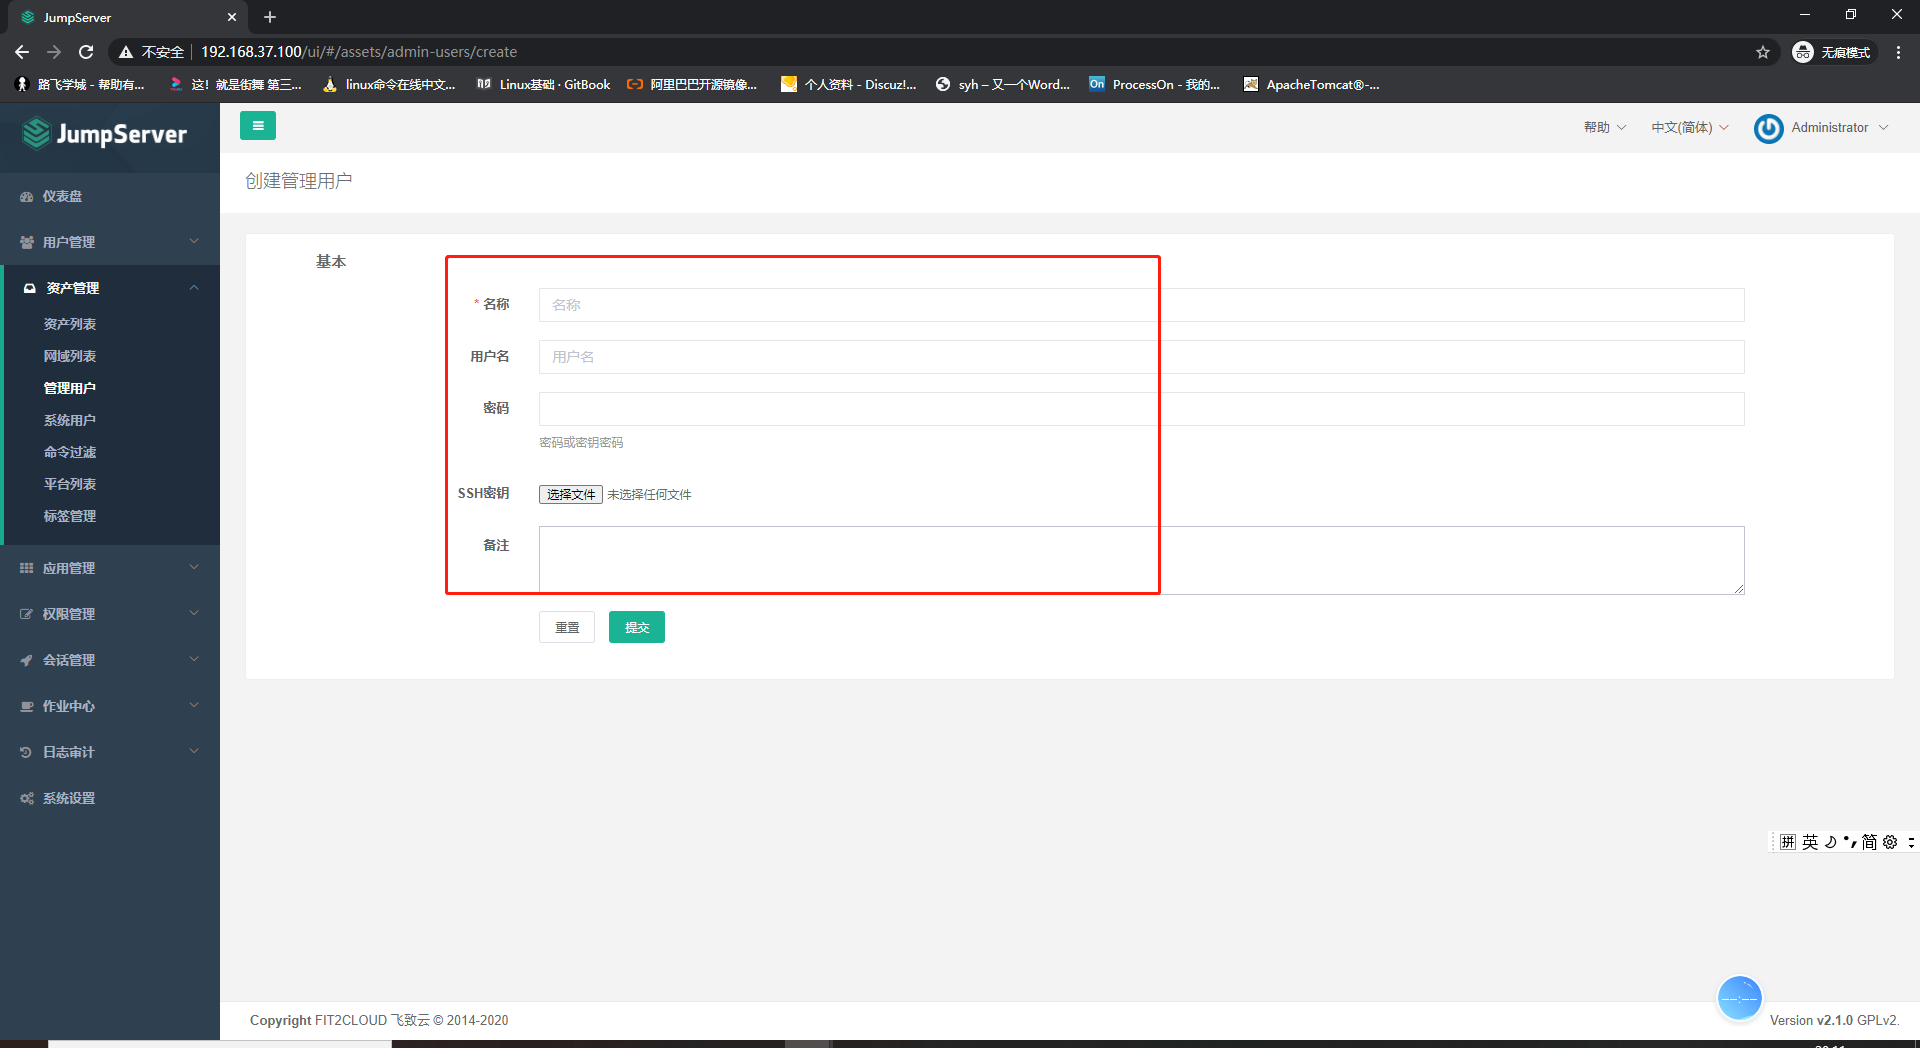 JumpServer
不安全 192.168.37.100/ui/#/assets/admin-users/create 无痕模式
路飞学城 - 帮助有... 这！就是街舞 第三... linux命令在线中文... Linux基础 · GitBook 阿里巴巴开源镜像... 个人资料 - Discuz!... syh – 又一个Word... On ProcessOn - 我的... ApacheTomcat®-...
JumpServer
帮助 中文(简体) Administrator
创建管理用户
仪表盘
用户管理
资产管理
资产列表
网域列表
管理用户
系统用户
命令过滤
平台列表
标签管理
应用管理
权限管理
会话管理
作业中心
日志审计
系统设置
基本
* 名称 名称
用户名 用户名
密码
密码或密钥密码
SSH密钥 选择文件 未选择任何文件
备注
重置 提交
拼 英 简
--:--
Copyright FIT2CLOUD 飞致云 © 2014-2020
Version v2.1.0 GPLv2.